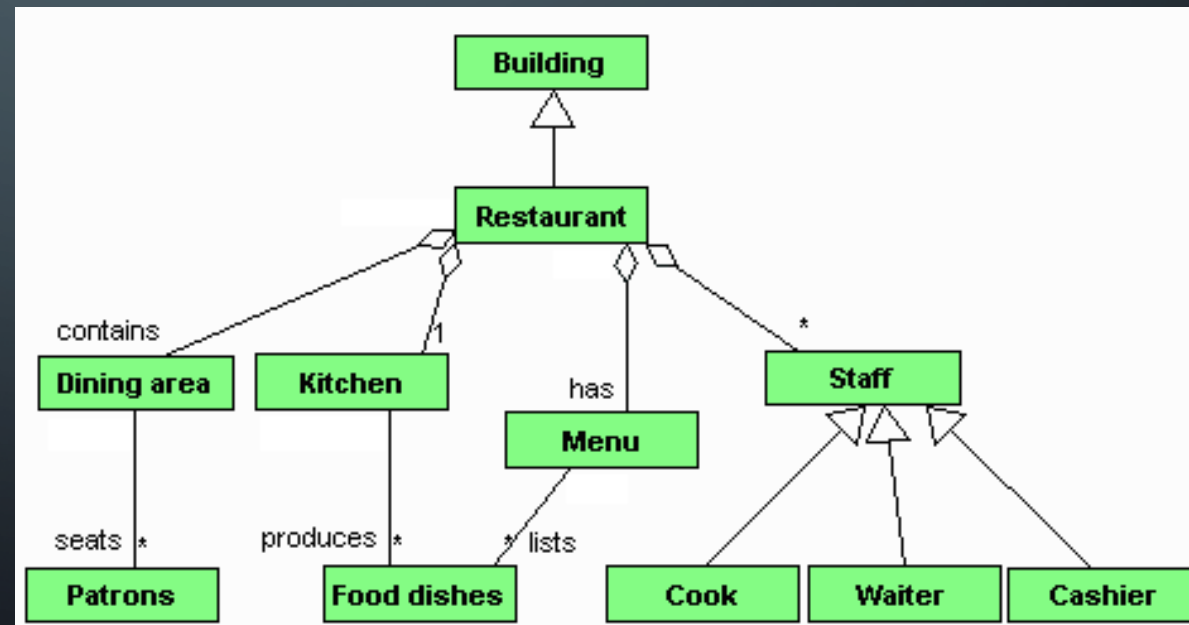 Building
Restaurant
contains
1
*
Dining area
Kitchen
has
Staff
Menu
seats *
produces *
* lists
Patrons
Food dishes
Cook
Waiter
Cashier